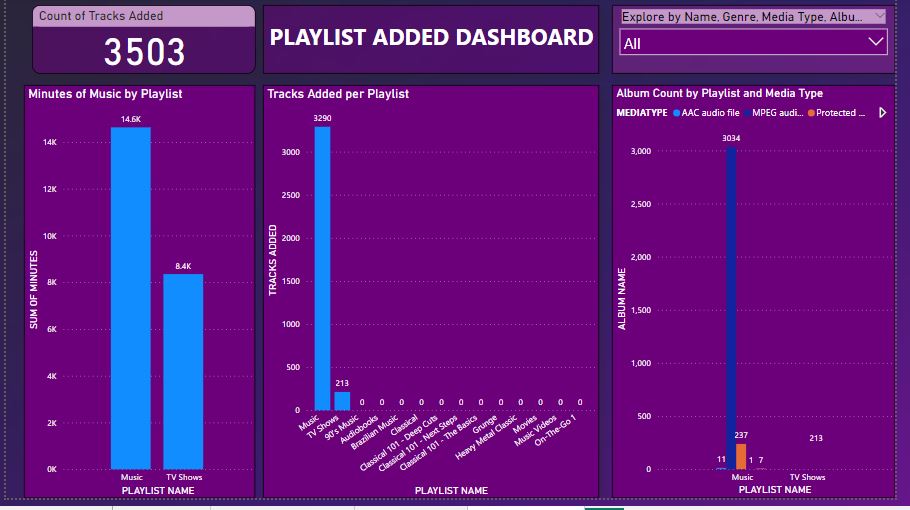 Count of Tracks Added
3503
PLAYLIST ADDED DASHBOARD
Explore by Name, Genre, Media Type, Albu...
All
Minutes of Music by Playlist
SUM OF MINUTES
14K
12K
10K
8K
6K
4K
2K
0K
14.6K
8.4K
Music
TV Shows
PLAYLIST NAME
Tracks Added per Playlist
TRACKS ADDED
3000
2500
2000
1500
1000
500
0
3290
213
0 0 0 0 0 0 0 0 0 0 0 0
Music
TV Shows
90's Music
Audiobooks
Brazilian Music
Classical
Classical 101 - Deep Cuts
Classical 101 - Next Steps
Classical 101 - The Basics
Grunge
Heavy Metal Classic
Movies
Music Videos
On-The-Go 1
PLAYLIST NAME
Album Count by Playlist and Media Type
MEDIATYPE AAC audio file MPEG audi... Protected ...
ALBUM NAME
3,000
2,500
2,000
1,500
1,000
500
0
3034
11
237
1
7
213
Music
TV Shows
PLAYLIST NAME